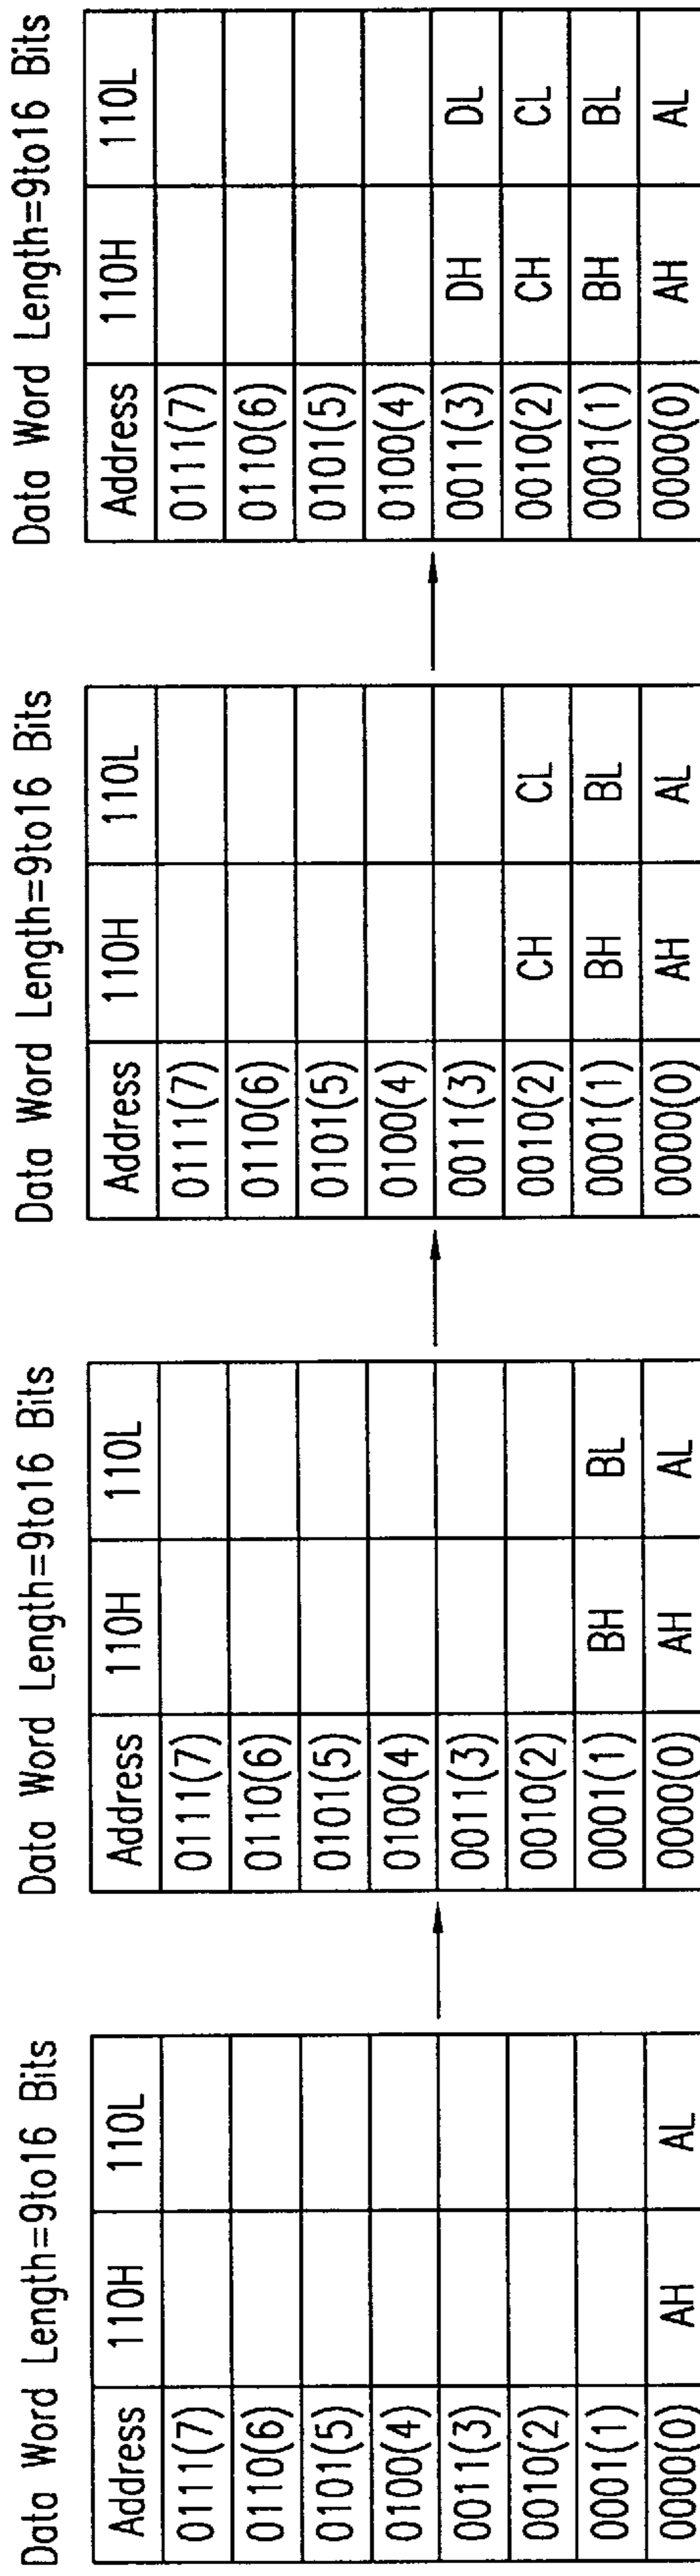 Data Word Length=9to16 Bits
Address 110H 110L
0111(7)
0110(6)
0101(5)
0100(4)
0011(3)
0010(2)
0001(1)
0000(0) AH AL
Data Word Length=9to16 Bits
Address 110H 110L
0111(7)
0110(6)
0101(5)
0100(4)
0011(3)
0010(2)
0001(1) BH BL
0000(0) AH AL
Data Word Length=9to16 Bits
Address 110H 110L
0111(7)
0110(6)
0101(5)
0100(4)
0011(3)
0010(2) CH CL
0001(1) BH BL
0000(0) AH AL
Data Word Length=9to16 Bits
Address 110H 110L
0111(7)
0110(6)
0101(5)
0100(4)
0011(3) DH DL
0010(2) CH CL
0001(1) BH BL
0000(0) AH AL